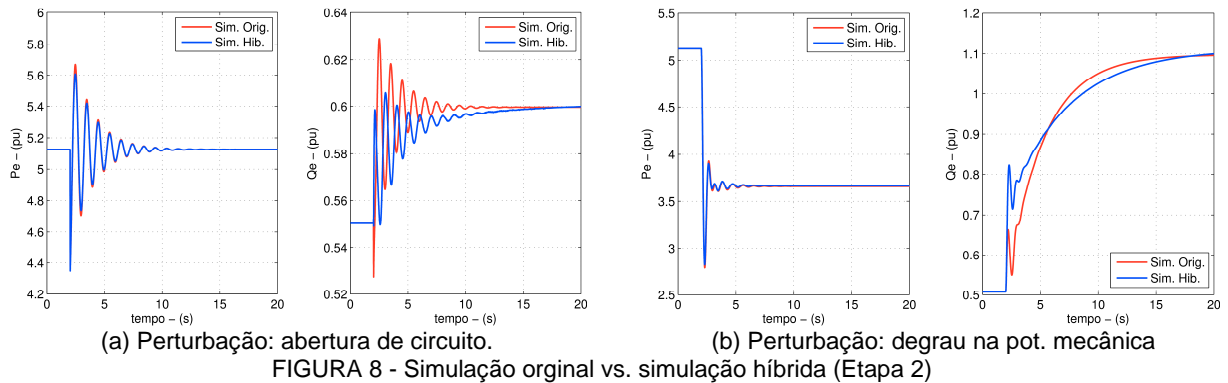 6
5.8
5.6
5.4
5.2
5
4.8
4.6
4.4
4.2
Pe − (pu)
0 5 10 15 20
tempo − (s)
Sim. Orig.
Sim. Hib.
0.64
0.62
0.6
0.58
0.56
0.54
0.52
Qe − (pu)
0 5 10 15 20
tempo − (s)
Sim. Orig.
Sim. Hib.
(a) Perturbação: abertura de circuito.
6
5.5
5
4.5
4
3.5
3
2.5
Pe − (pu)
0 5 10 15 20
tempo − (s)
Sim. Orig.
Sim. Hib.
1.2
1.1
1
0.9
0.8
0.7
0.6
0.5
Qe − (pu)
0 5 10 15 20
tempo − (s)
Sim. Orig.
Sim. Hib.
(b) Perturbação: degrau na pot. mecânica
FIGURA 8 - Simulação orginal vs. simulação híbrida (Etapa 2)